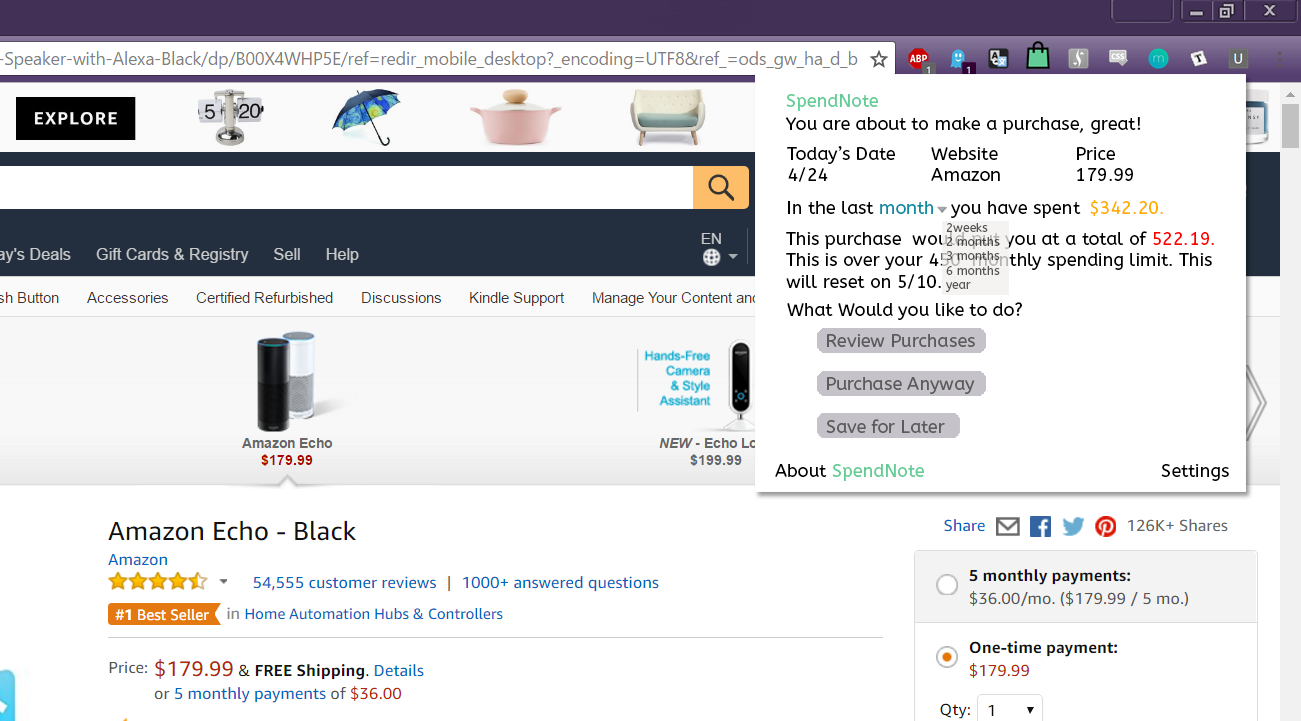 -Speaker-with-Alexa-Black/dp/B00X4WHP5E/ref=redir_mobile_desktop?_encoding=UTF8&ref_=ods_gw_ha_d_b
ABP
1
1
CSS
m
T
U
EXPLORE
5 20
EN
ay's Deals Gift Cards & Registry Sell Help
sh Button Accessories Certified Refurbished Discussions Kindle Support Manage Your Content and
Amazon Echo
$179.99
Hands-Free
Camera
& Style
Assistant
NEW - Echo Lo
$199.99
SpendNote
You are about to make a purchase, great!
Today's Date Website Price
4/24 Amazon 179.99
In the last month you have spent $342.20.
2weeks
2 months
3 months
6 months
year
This purchase would put you at a total of 522.19.
This is over your 450 monthly spending limit. This
will reset on 5/10.
What Would you like to do?
Review Purchases
Purchase Anyway
Save for Later
About SpendNote Settings
Amazon Echo - Black
Amazon
54,555 customer reviews | 1000+ answered questions
#1 Best Seller in Home Automation Hubs & Controllers
Price: $179.99 & FREE Shipping. Details
or 5 monthly payments of $36.00
Share 126K+ Shares
5 monthly payments:
$36.00/mo. ($179.99 / 5 mo.)
One-time payment:
$179.99
Qty: 1